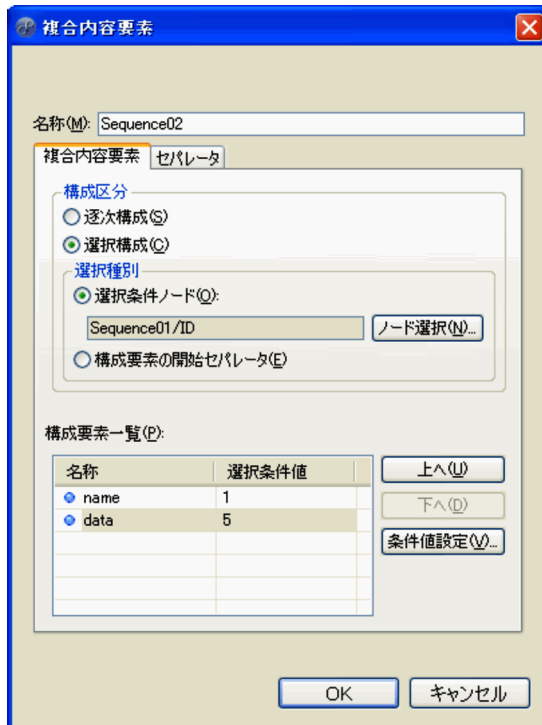 複合内容要素
名称(M): Sequence02
複合内容要素 セパレータ
構成区分
逐次構成(S)
選択構成(C)
選択種別
選択条件ノード(O):
Sequence01/ID ノード選択(N)...
構成要素の開始セパレータ(E)
構成要素一覧(P):
名称 選択条件値 上へ(U)
name 1
data 5 下へ(D)
条件値設定(V)...
OK キャンセル